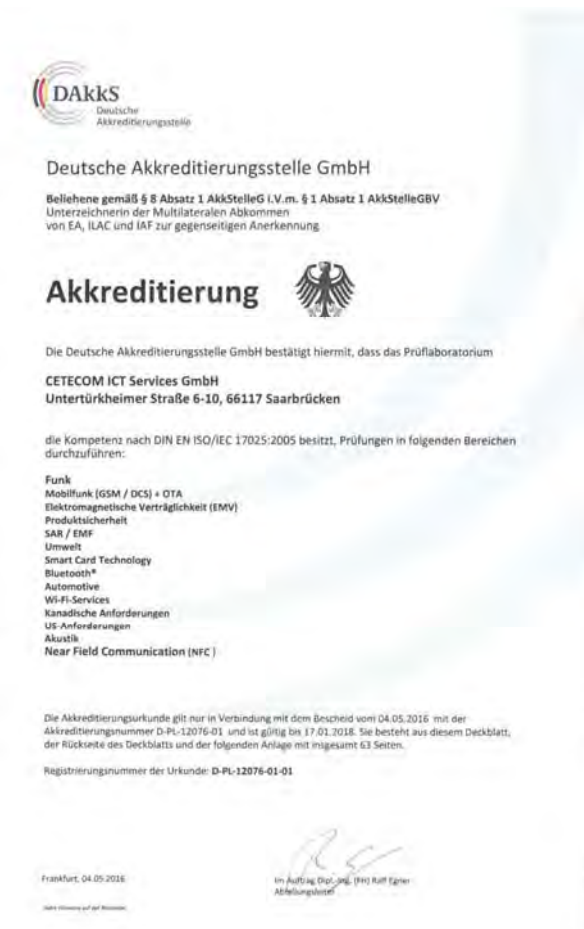 DAkkS
Deutsche
Akkreditierungsstelle
Deutsche Akkreditierungsstelle GmbH
Beliehene gemäß § 8 Absatz 1 AkkStelleG i.V.m. § 1 Absatz 1 AkkStelleGBV
Unterzeichnerin der Multilateralen Abkommen
von EA, ILAC und IAF zur gegenseitigen Anerkennung
Akkreditierung
Die Deutsche Akkreditierungsstelle GmbH bestätigt hiermit, dass das Prüflaboratorium
CETECOM ICT Services GmbH
Untertürkheimer Straße 6-10, 66117 Saarbrücken
die Kompetenz nach DIN EN ISO/IEC 17025:2005 besitzt, Prüfungen in folgenden Bereichen
durchzuführen:
Funk
Mobilfunk (GSM / DCS) + OTA
Elektromagnetische Verträglichkeit (EMV)
Produktsicherheit
SAR / EMF
Umwelt
Smart Card Technology
Bluetooth®
Automotive
Wi-Fi-Services
Kanadische Anforderungen
US-Anforderungen
Akustik
Near Field Communication (NFC )
Die Akkreditierungsurkunde gilt nur in Verbindung mit dem Bescheid vom 04.05.2016 mit der
Akkreditierungsnummer D-PL-12076-01 und ist gültig bis 17.01.2018. Sie besteht aus diesem Deckblatt,
der Rückseite des Deckblatts und der folgenden Anlage mit insgesamt 63 Seiten.
Registrierungsnummer der Urkunde: D-PL-12076-01-01
Frankfurt, 04.05.2016
Im Auftrag Dipl.-Ing. (FH) Ralf Egner
Abteilungsleiter
Siehe Hinweise auf der Rückseite